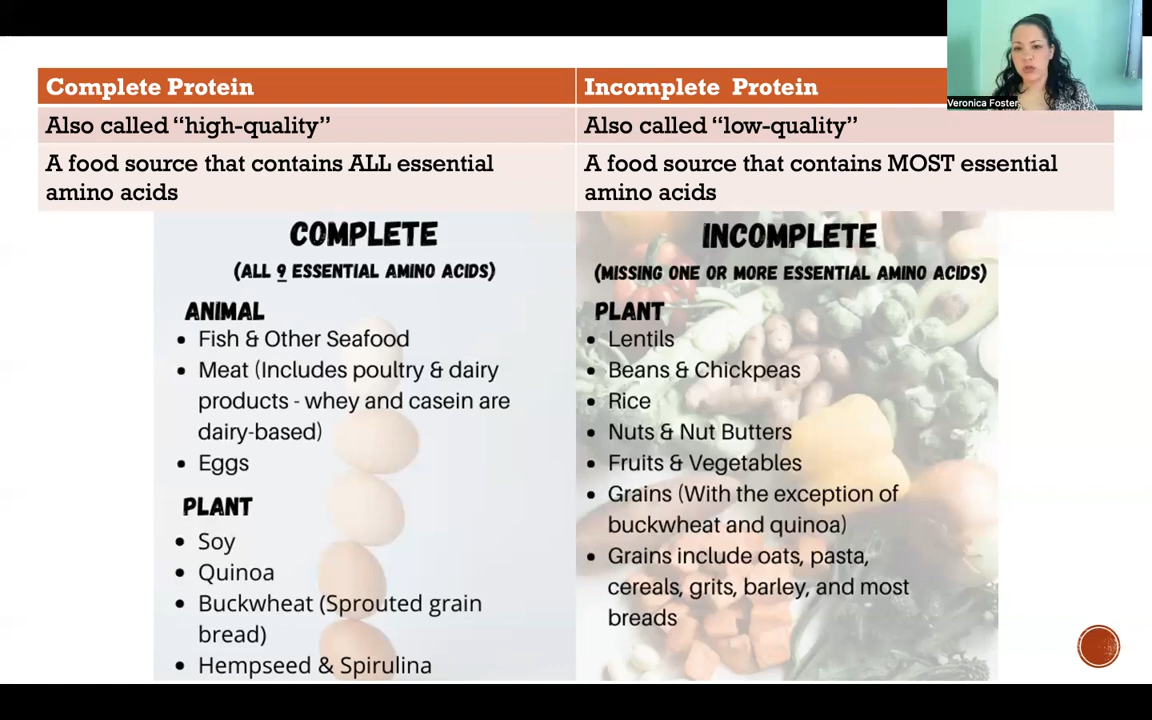 Complete Protein
Incomplete Protein
Veronica Foster
Also called “high-quality”
Also called “low-quality”
A food source that contains ALL essential
amino acids
A food source that contains MOST essential
amino acids
COMPLETE
(ALL 9 ESSENTIAL AMINO ACIDS)
ANIMAL
• Fish & Other Seafood
• Meat (Includes poultry & dairy
products - whey and casein are
dairy-based)
• Eggs
PLANT
• Soy
• Quinoa
• Buckwheat (Sprouted grain
bread)
• Hempseed & Spirulina
INCOMPLETE
(MISSING ONE OR MORE ESSENTIAL AMINO ACIDS)
PLANT
• Lentils
• Beans & Chickpeas
• Rice
• Nuts & Nut Butters
• Fruits & Vegetables
• Grains (With the exception of
buckwheat and quinoa)
• Grains include oats, pasta,
cereals, grits, barley, and most
breads